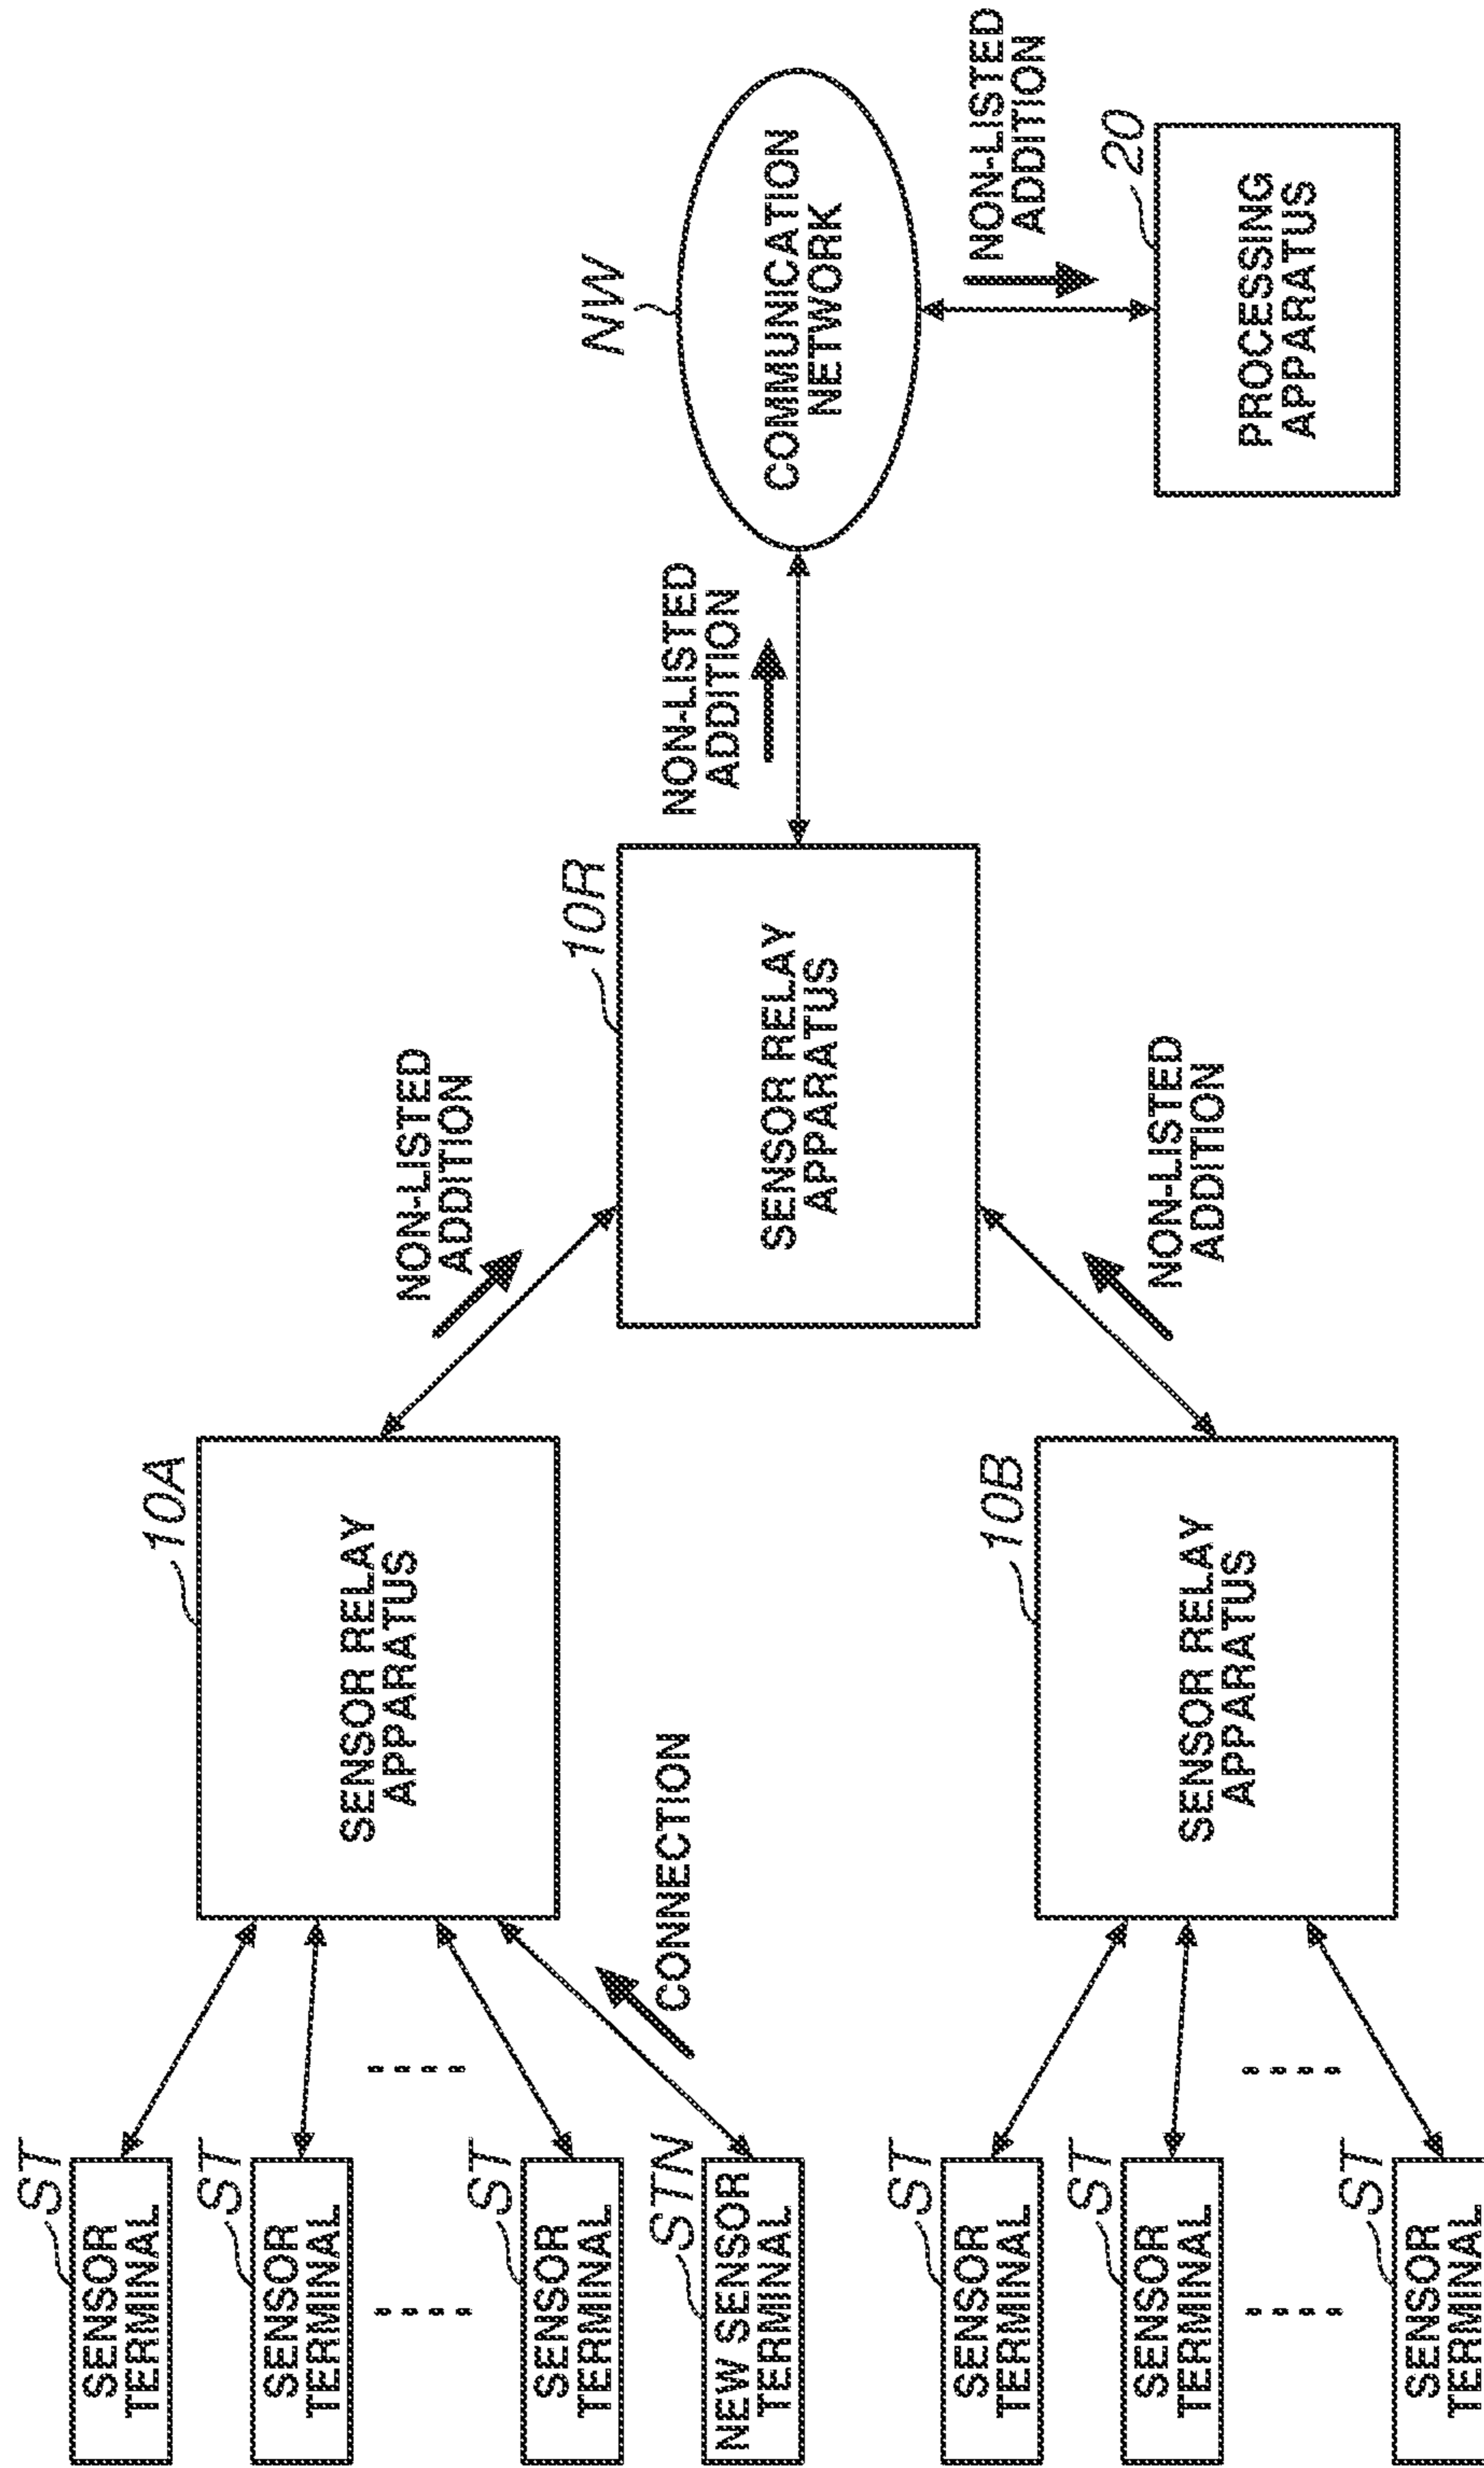 ST
SENSOR
TERMINAL
ST
SENSOR
TERMINAL
ST
SENSOR
TERMINAL
STN
NEW SENSOR
TERMINAL
CONNECTION
10A
SENSOR RELAY
APPARATUS
NON-LISTED
ADDITION
ST
SENSOR
TERMINAL
ST
SENSOR
TERMINAL
ST
SENSOR
TERMINAL
10B
SENSOR RELAY
APPARATUS
NON-LISTED
ADDITION
10R
SENSOR RELAY
APPARATUS
NON-LISTED
ADDITION
NW
COMMUNICATION
NETWORK
NON-LISTED
ADDITION
20
PROCESSING
APPARATUS